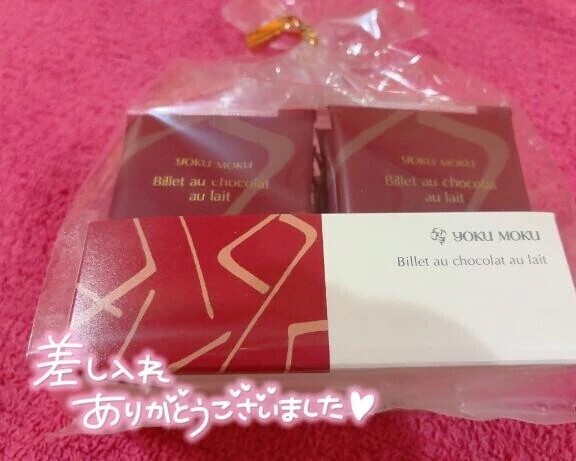 YOKU MOKU
Billet au chocolat
au lait
YOKU MOKU
Billet au chocolat
au lait
YOKU MOKU
Billet au chocolat au lait
差し入れ
ありがとうございました♥